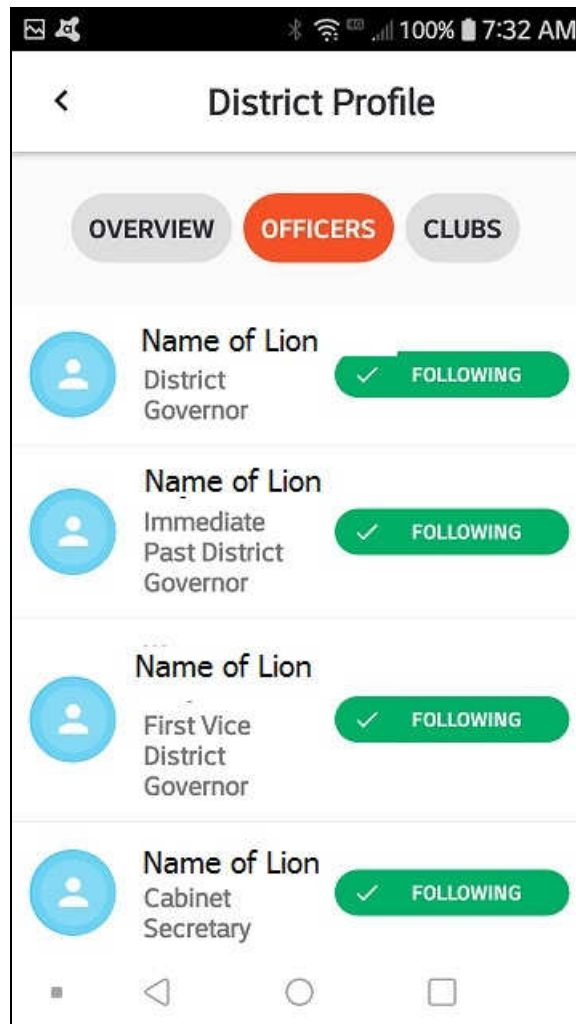 100% 7:32 AM
District Profile
OVERVIEW OFFICERS CLUBS
Name of Lion
District
Governor
FOLLOWING
Name of Lion
Immediate
Past District
Governor
FOLLOWING
Name of Lion
First Vice
District
Governor
FOLLOWING
Name of Lion
Cabinet
Secretary
FOLLOWING